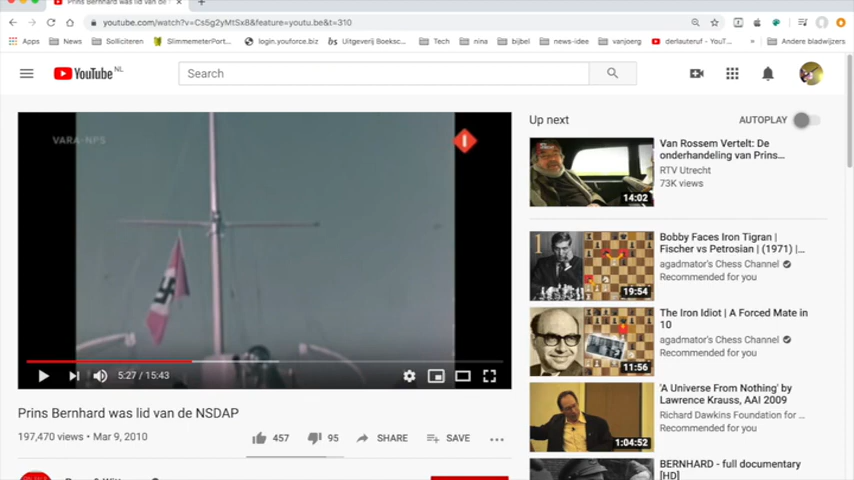 Prins Bernhard was lid van de
youtube.com/watch?v=Cs5g2yMtSx8&feature=youtu.be&t=310
Apps
News
Solliciteren
SlimmemeterPort...
login.youforce.biz
Uitgeverij Boeksc...
Tech
nina
bijbel
news-idee
vanjoerg
derlauteruf - YouT...
»
Andere bladwijzers
YouTube NL
Search
VARA-NPS
5:27 / 15:43
Prins Bernhard was lid van de NSDAP
197,470 views • Mar 9, 2010
457
95
SHARE
SAVE
Up next
AUTOPLAY
14:02
Van Rossem Vertelt: De
onderhandeling van Prins...
RTV Utrecht
73K views
1
19:54
Bobby Faces Iron Tigran |
Fischer vs Petrosian | (1971) |...
agadmator's Chess Channel
Recommended for you
11:56
The Iron Idiot | A Forced Mate in
10
agadmator's Chess Channel
Recommended for you
1:04:52
'A Universe From Nothing' by
Lawrence Krauss, AAI 2009
Richard Dawkins Foundation for ...
Recommended for you
BERNHARD - full documentary
[HD]